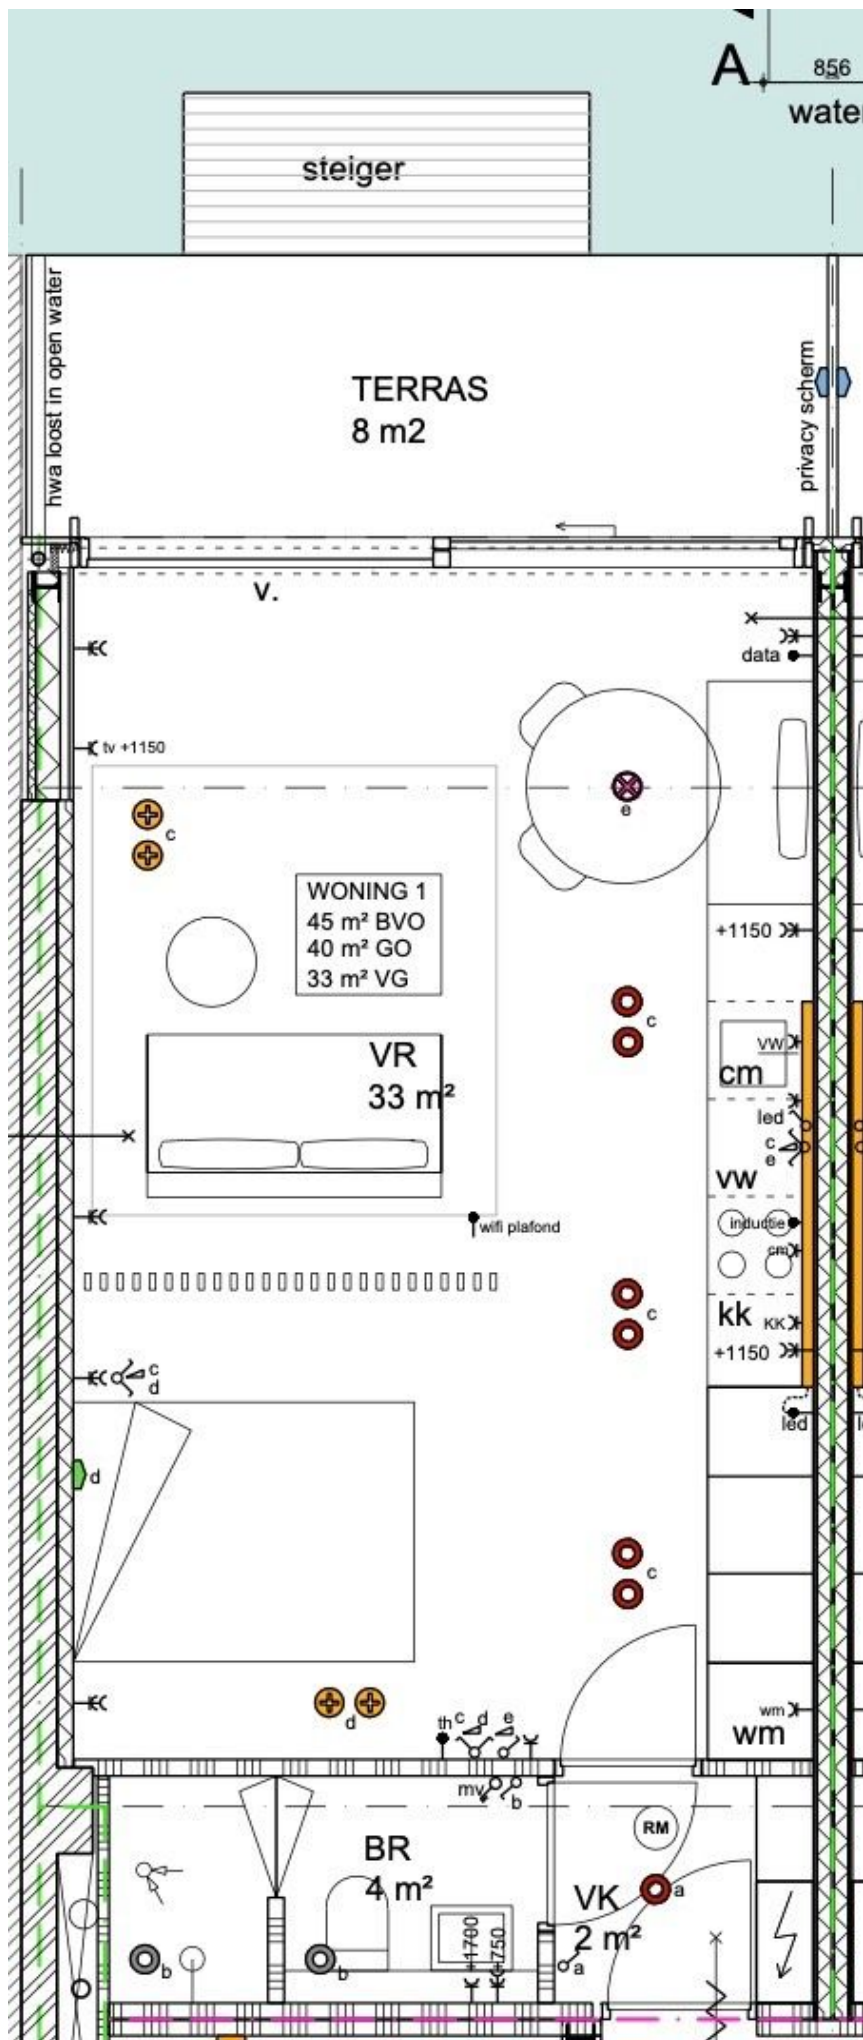 A
856
steiger
hwa loost in open water
TERRAS
8 m2
privacy scherm
v.
data
tv +1150
c
e
WONING 1
45 m² BVO
40 m² GO
33 m² VG
+1150
c
VR
33 m²
vw
cm
led
c
e
vw
wifi plafond
inductie
cm
c
kk
KK
+1150
c
d
led
d
c
d
th
c
d
e
wm
wm
mv
b
BR
4 m²
RM
a
VK
2 m²
b
b
+1700
+750
a